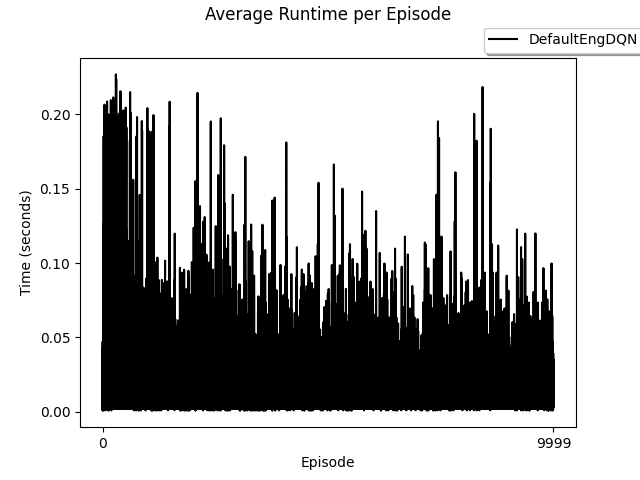 Average Runtime per Episode
DefaultEngDQN
0.20
0.15
0.10
0.05
0.00
Time (seconds)
0
9999
Episode